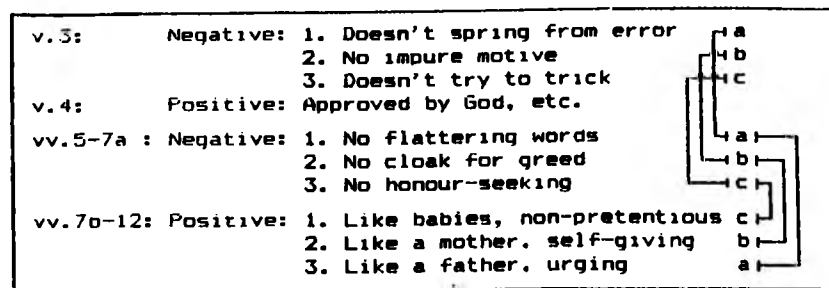 v.3: Negative: 1. Doesn't spring from error a
2. No impure motive b
3. Doesn't try to trick c
v.4: Positive: Approved by God, etc.
vv.5-7a : Negative: 1. No flattering words a
2. No cloak for greed b
3. No honour-seeking c
vv.7b-12: Positive: 1. Like babies, non-pretentious c
2. Like a mother. self-giving b
3. Like a father. urging a